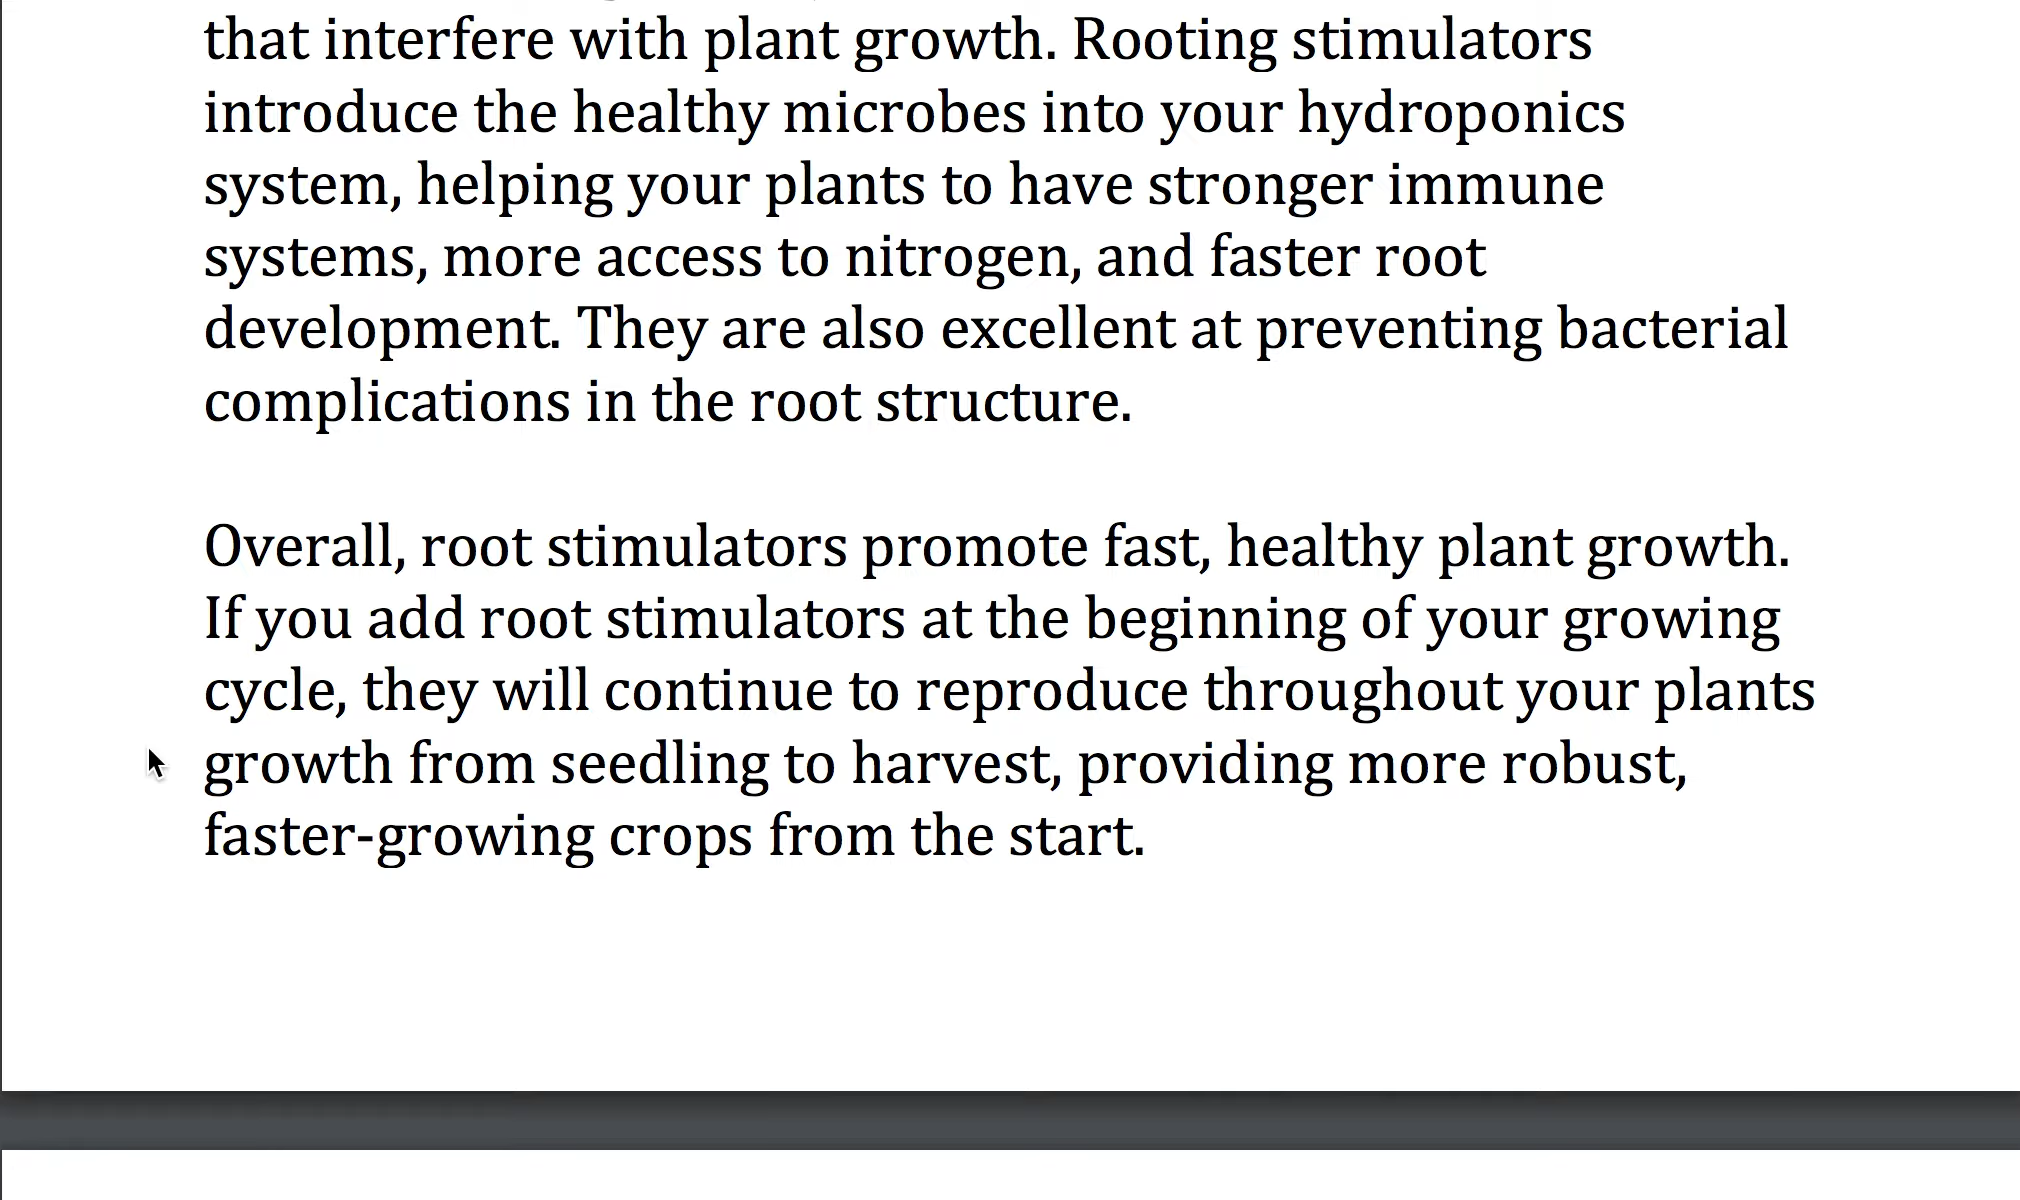 that interfere with plant growth. Rooting stimulators
introduce the healthy microbes into your hydroponics
system, helping your plants to have stronger immune
systems, more access to nitrogen, and faster root
development. They are also excellent at preventing bacterial
complications in the root structure.
Overall, root stimulators promote fast, healthy plant growth.
If you add root stimulators at the beginning of your growing
cycle, they will continue to reproduce throughout your plants
growth from seedling to harvest, providing more robust,
faster-growing crops from the start.